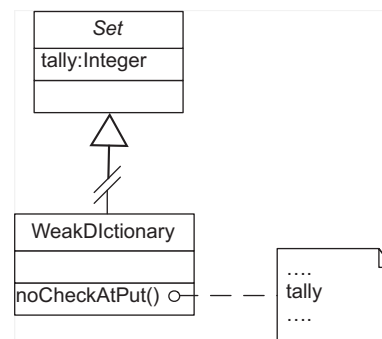 Set
tally:Integer
WeakDIctionary
noCheckAtPut()
....
tally
....